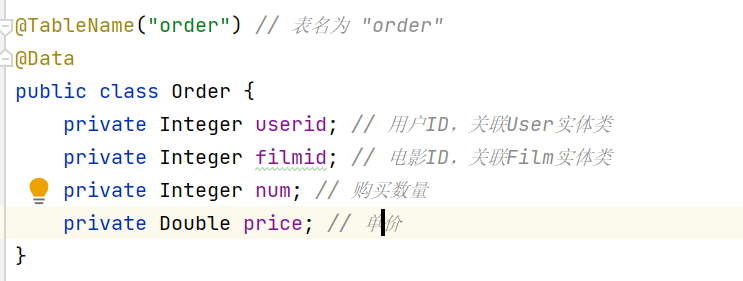 @TableName("order") // 表名为 "order"
@Data
public class Order {
    private Integer userid; // 用户ID，关联User实体类
    private Integer filmid; // 电影ID，关联Film实体类
    private Integer num; // 购买数量
    private Double price; // 单价
}